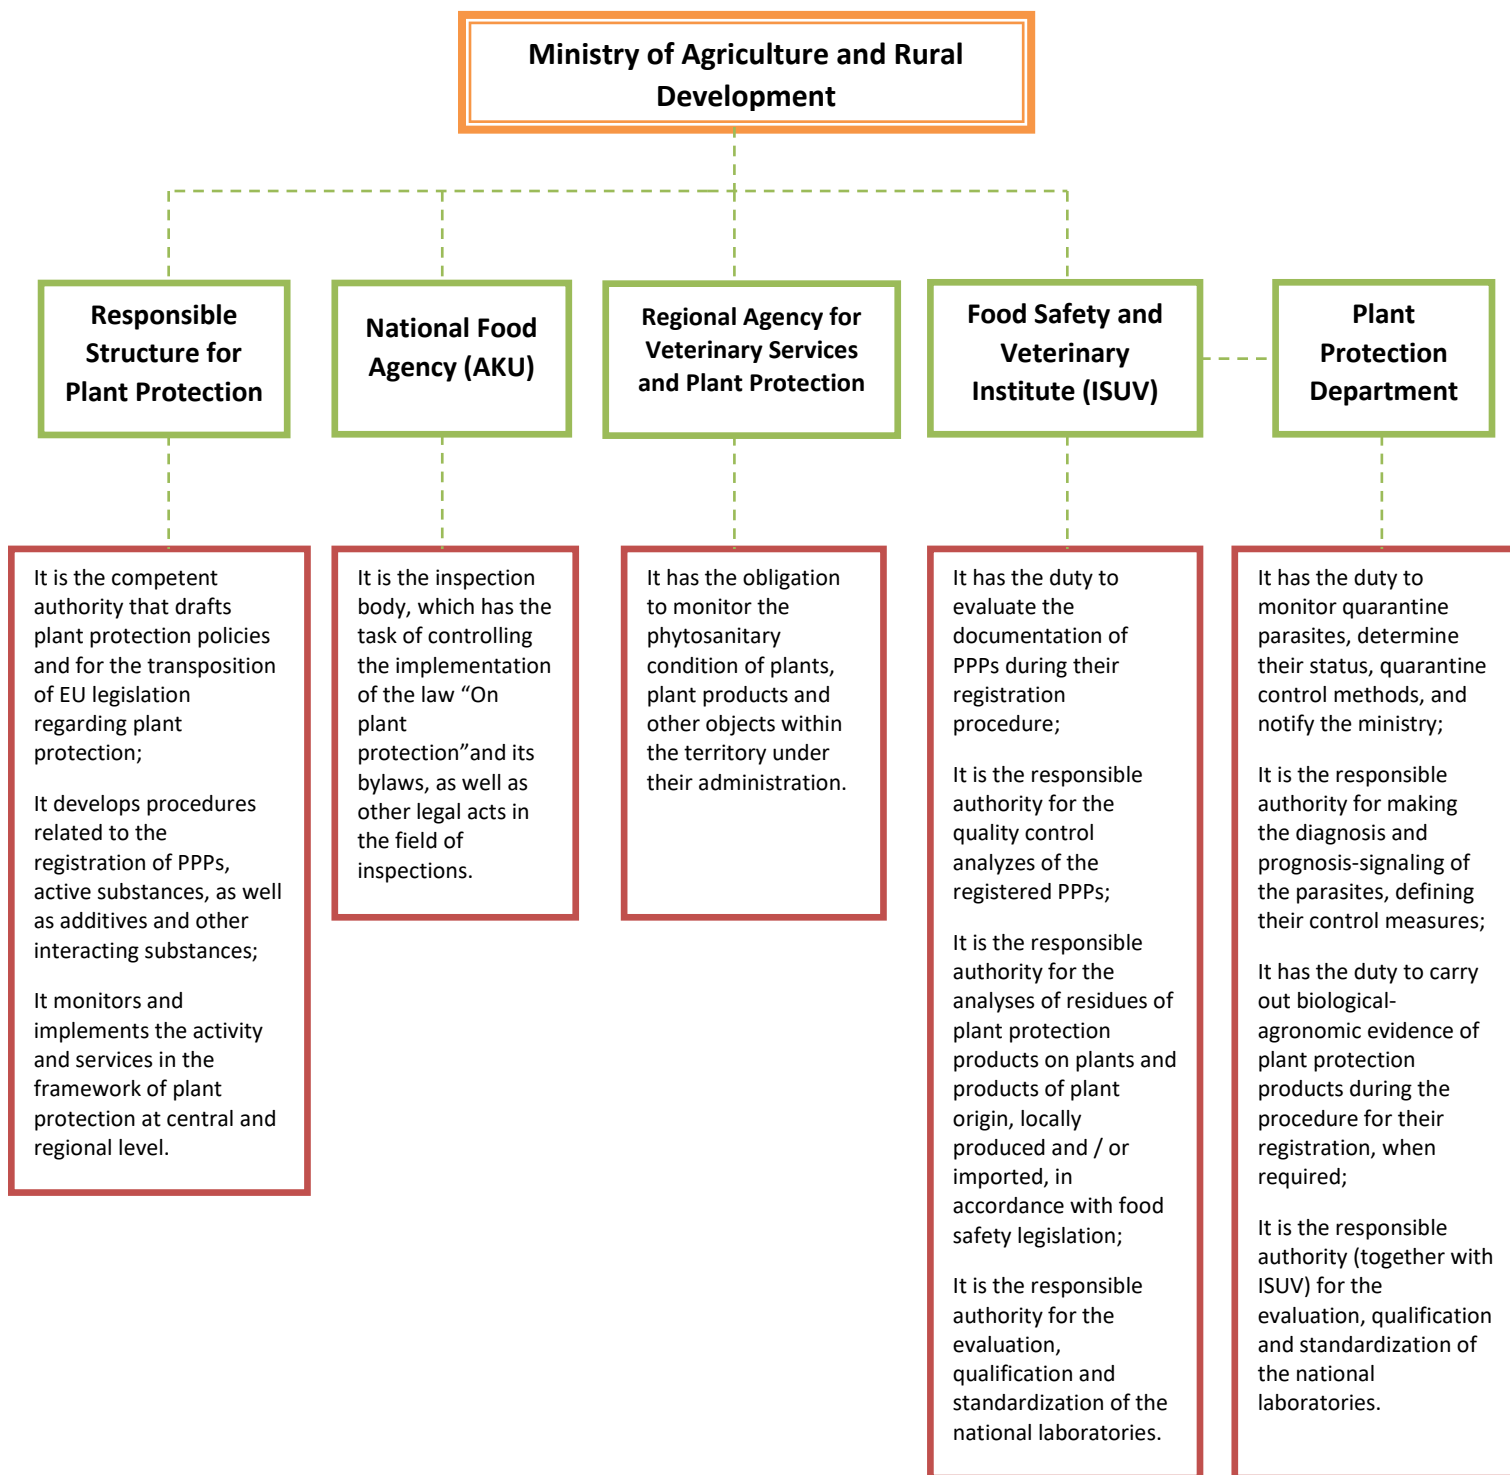 Ministry of Agriculture and Rural
Development
Responsible
Structure for
Plant Protection
National Food
Agency (AKU)
Regional Agency for
Veterinary Services
and Plant Protection
Food Safety and
Veterinary
Institute (ISUV)
Plant
Protection
Department
It is the competent
authority that drafts
plant protection policies
and for the transposition
of EU legislation
regarding plant
protection;
It develops procedures
related to the
registration of PPPs,
active substances, as well
as additives and other
interacting substances;
It monitors and
implements the activity
and services in the
framework of plant
protection at central and
regional level.
It is the inspection
body, which has the
task of controlling
the implementation
of the law “On
plant
protection”and its
bylaws, as well as
other legal acts in
the field of
inspections.
It has the obligation
to monitor the
phytosanitary
condition of plants,
plant products and
other objects within
the territory under
their administration.
It has the duty to
evaluate the
documentation of
PPPs during their
registration
procedure;
It is the responsible
authority for the
quality control
analyzes of the
registered PPPs;
It is the responsible
authority for the
analyses of residues of
plant protection
products on plants and
products of plant
origin, locally
produced and / or
imported, in
accordance with food
safety legislation;
It is the responsible
authority for the
evaluation,
qualification and
standardization of the
national laboratories.
It has the duty to
monitor quarantine
parasites, determine
their status, quarantine
control methods, and
notify the ministry;
It is the responsible
authority for making
the diagnosis and
prognosis-signaling of
the parasites, defining
their control measures;
It has the duty to carry
out biological-
agronomic evidence of
plant protection
products during the
procedure for their
registration, when
required;
It is the responsible
authority (together with
ISUV) for the
evaluation, qualification
and standardization of
the national
laboratories.